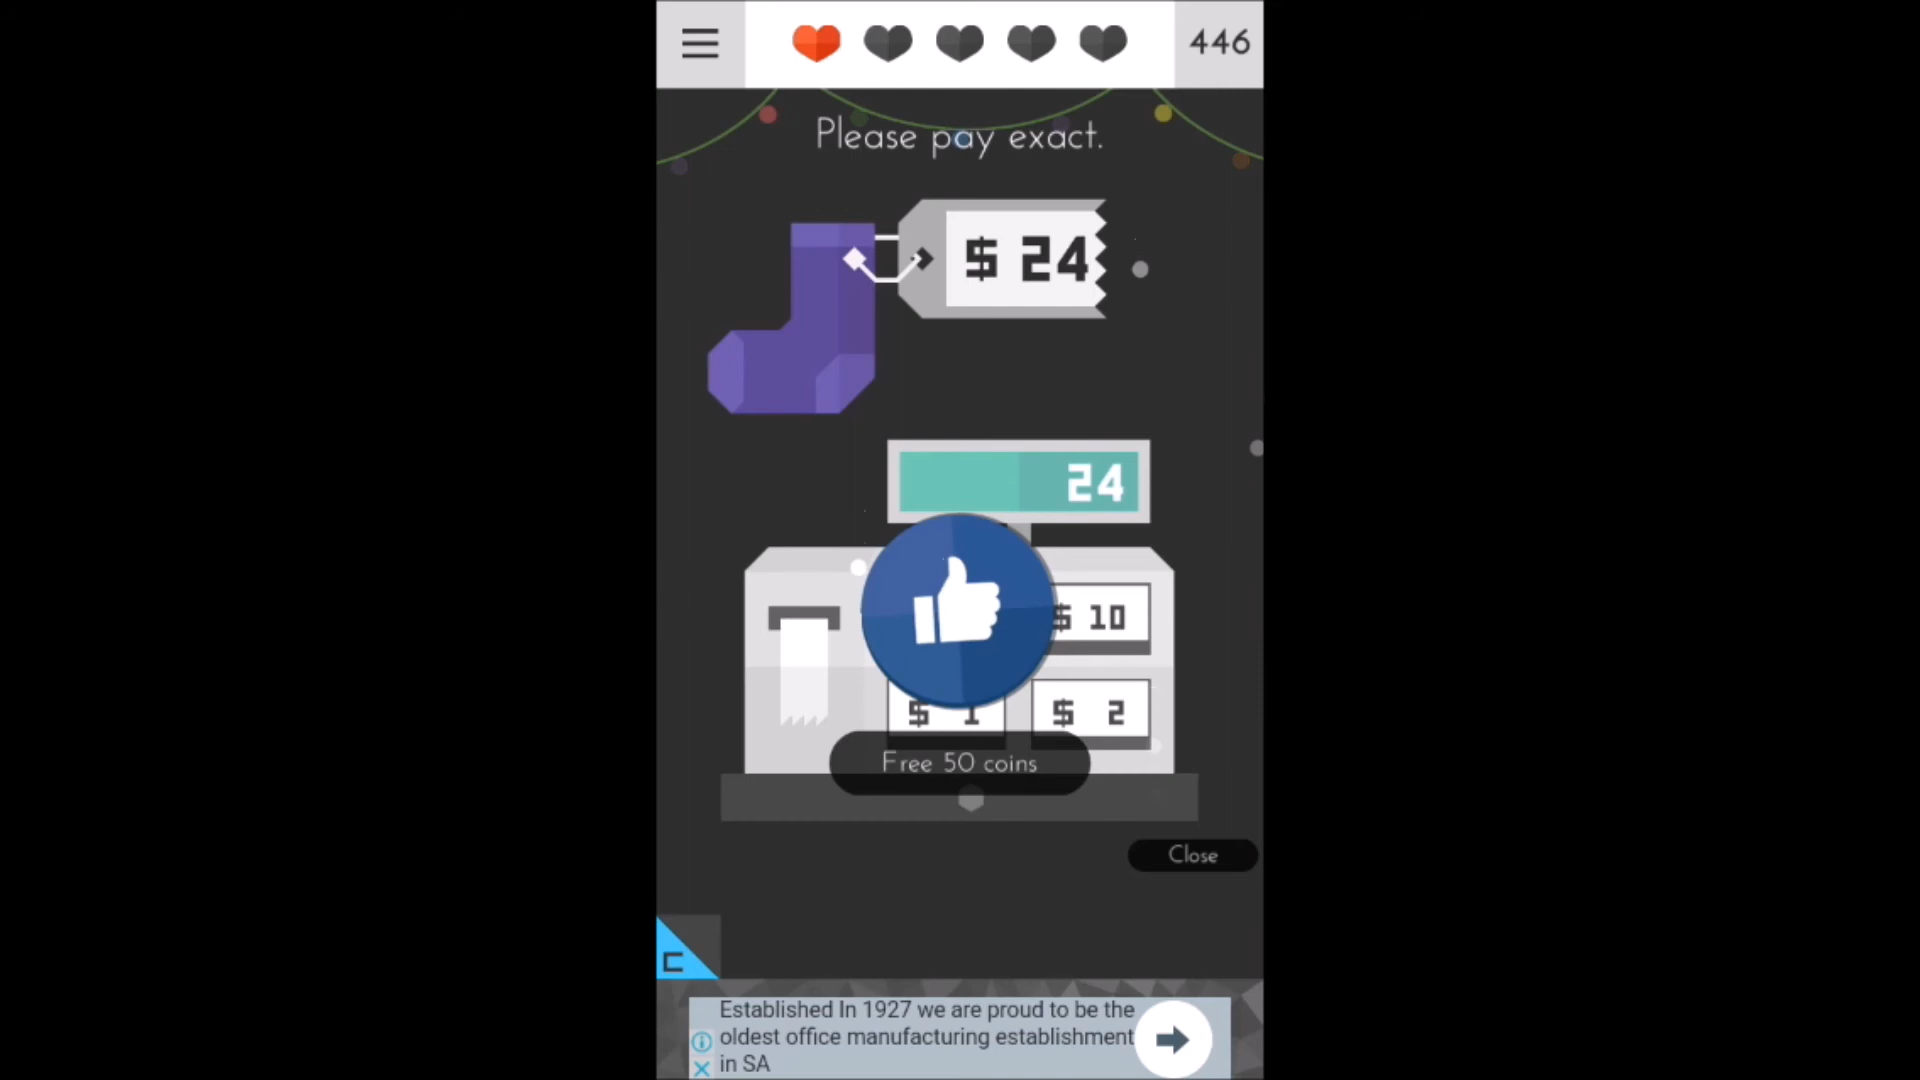 446
Please pay exact.
$ 24
24
$ 10
$ 1
$ 2
Free 50 coins
Close
Established In 1927 we are proud to be the
oldest office manufacturing establishment
in SA